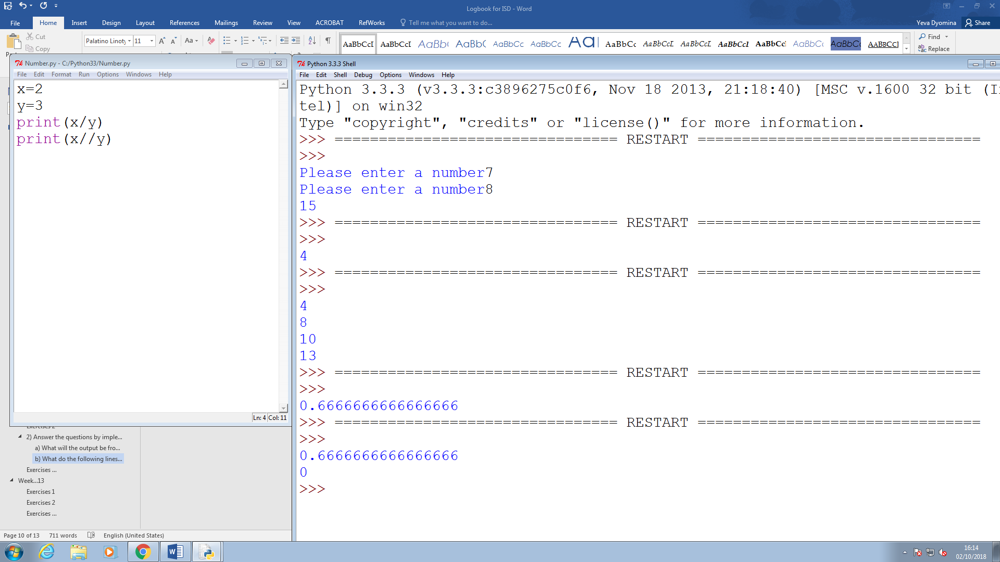 Logbook for ISD - Word
File Home Insert Design Layout References Mailings Review View ACROBAT RefWorks Tell me what you want to do... Yeva Dyomina Share
Cut
Copy
Palatino Linoty 11
Aa
AaBbCcI AaBbCcI AaBb( AaBb( AaBbCc AaBbCc Aa AaBbCc AaBbCcL AaBbCcL AaBbCcI AaBbCc AaBbCc AaBbCc AABBCCI
Find
Replace
Number.py - C:/Python33/Number.py
File Edit Format Run Options Windows Help
x=2
y=3
print(x/y)
print(x//y)
Ln: 4 Col: 11
Python 3.3.3 Shell
File Edit Shell Debug Options Windows Help
Python 3.3.3 (v3.3.3:c3896275c0f6, Nov 18 2013, 21:18:40) [MSC v.1600 32 bit (In
tel)] on win32
Type "copyright", "credits" or "license()" for more information.
>>> ================================ RESTART ================================
>>>
Please enter a number7
Please enter a number8
15
>>> ================================ RESTART ================================
>>>
4
>>> ================================ RESTART ================================
>>>
4
8
10
13
>>> ================================ RESTART ================================
>>>
0.6666666666666666
>>> ================================ RESTART ================================
>>>
0.6666666666666666
0
>>>
Exercises 2
2) Answer the questions by imple...
a) What will the output be fro...
b) What do the following lines...
Exercises ...
Week...13
Exercises 1
Exercises 2
Exercises ...
Page 10 of 13 711 words English (United States)
16:14
02/10/2018